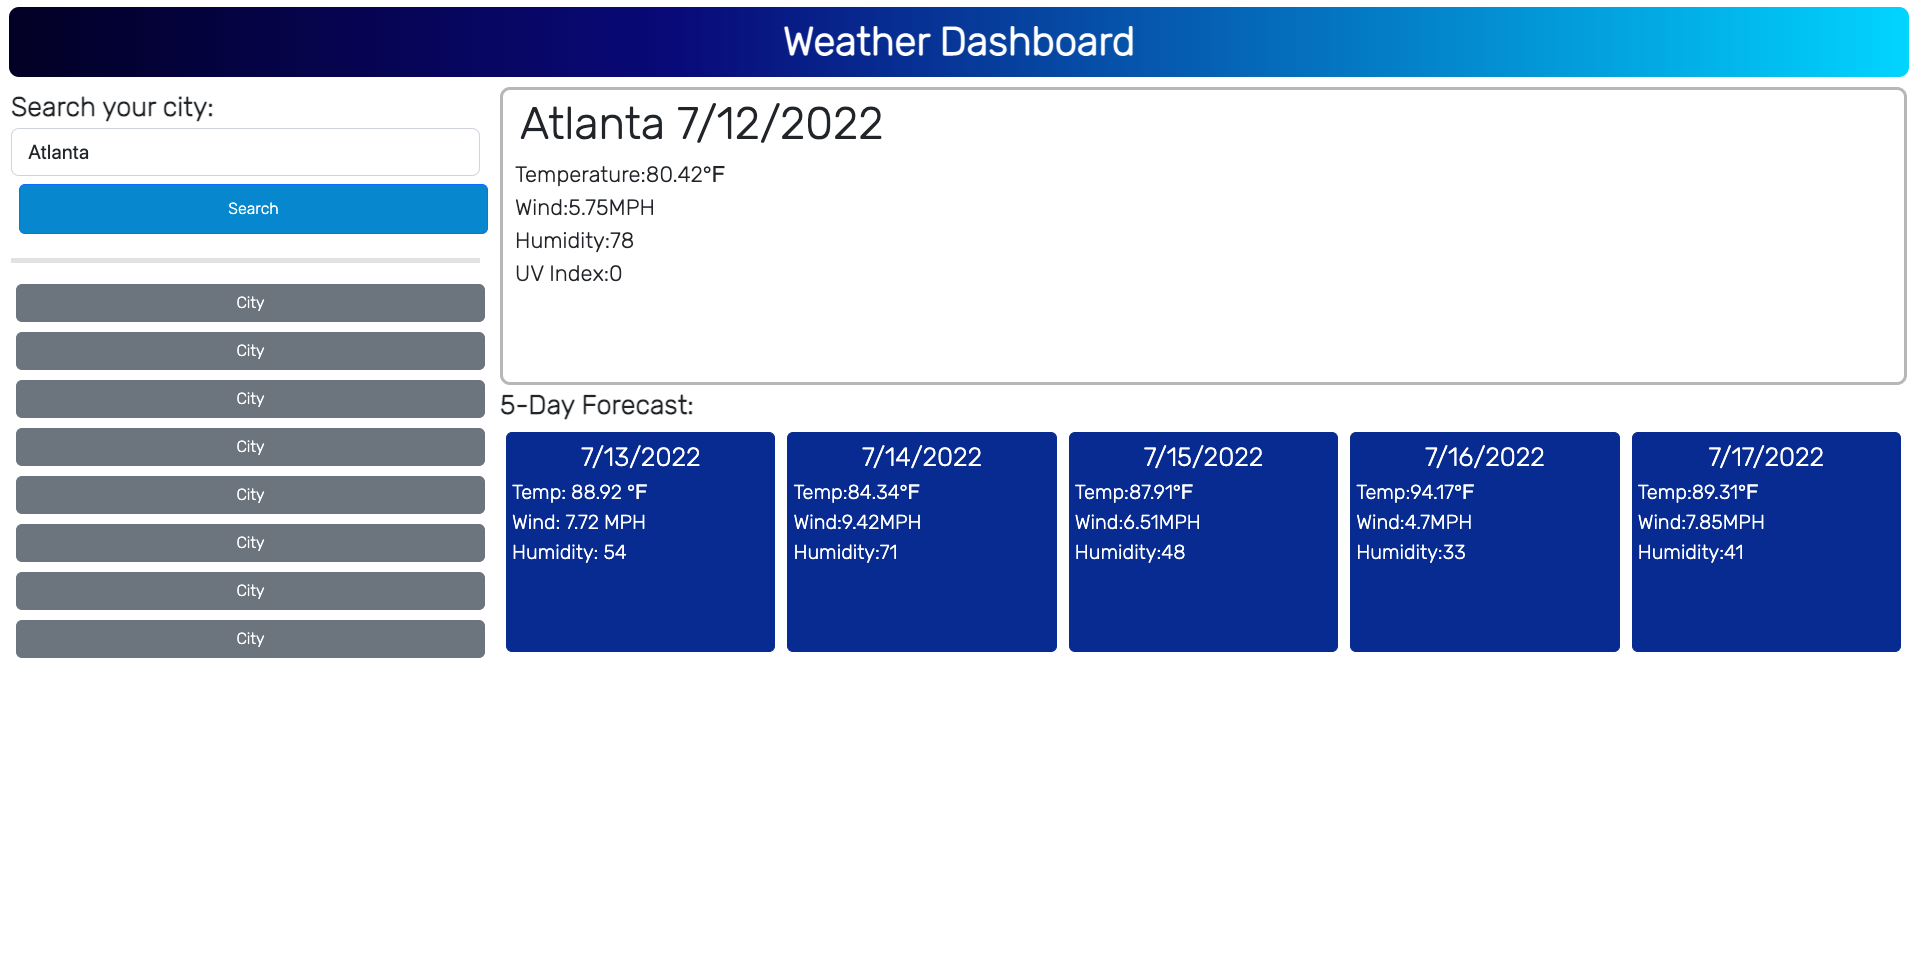 Weather Dashboard
Search your city:
Atlanta
Search
City
City
City
City
City
City
City
City
Atlanta 7/12/2022
Temperature:80.42°F
Wind:5.75MPH
Humidity:78
UV Index:0
5-Day Forecast:
7/13/2022
Temp: 88.92 °F
Wind: 7.72 MPH
Humidity: 54
7/14/2022
Temp:84.34°F
Wind:9.42MPH
Humidity:71
7/15/2022
Temp:87.91°F
Wind:6.51MPH
Humidity:48
7/16/2022
Temp:94.17°F
Wind:4.7MPH
Humidity:33
7/17/2022
Temp:89.31°F
Wind:7.85MPH
Humidity:41